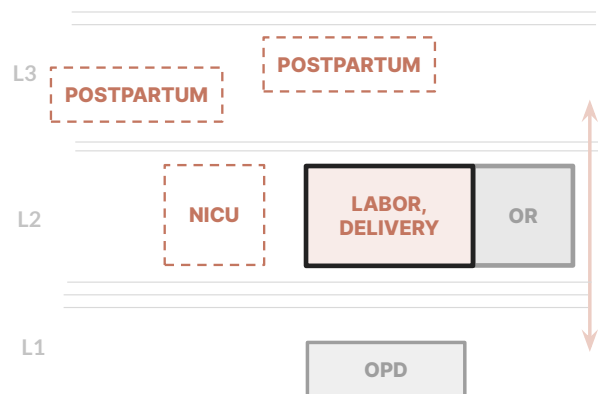 L3
POSTPARTUM
POSTPARTUM
L2
NICU
LABOR,
DELIVERY
OR
L1
OPD